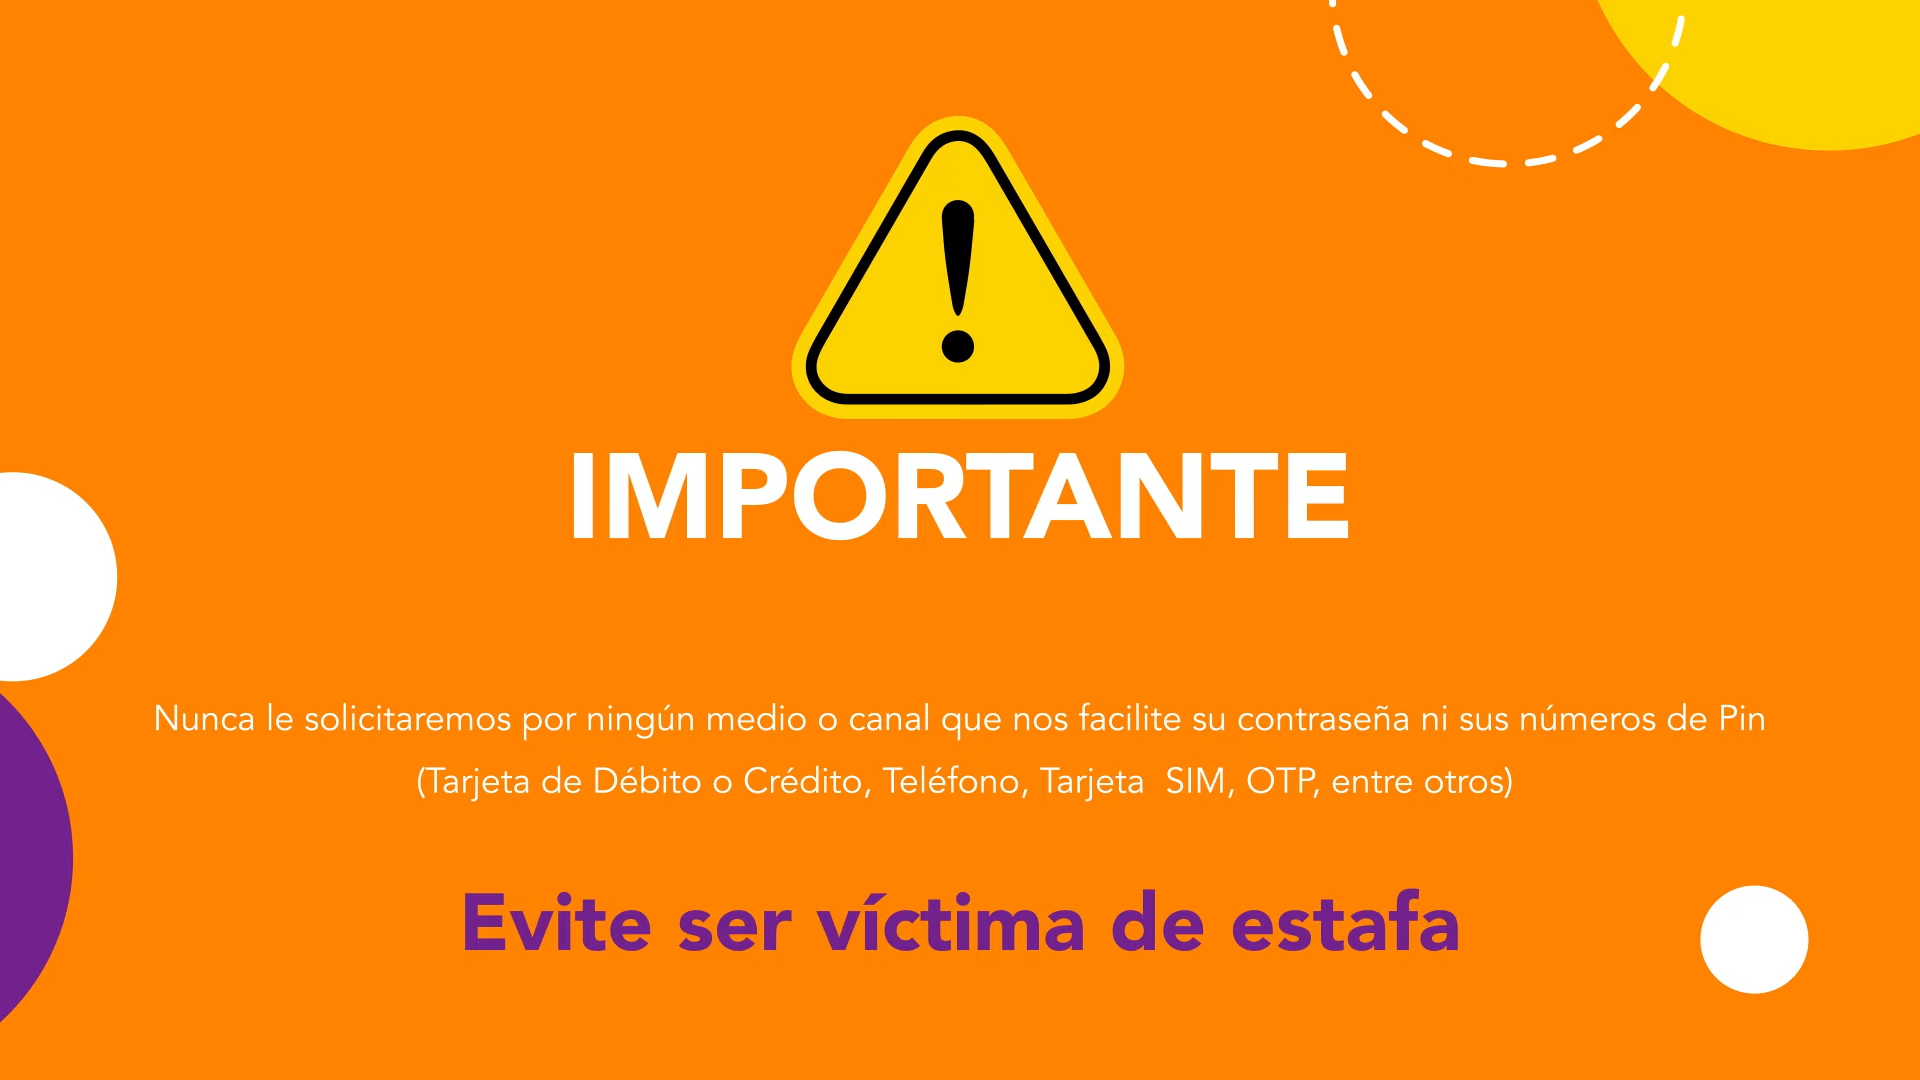 IMPORTANTE
Nunca le solicitaremos por ningún medio o canal que nos facilite su contraseña ni sus números de Pin
(Tarjeta de Débito o Crédito, Teléfono, Tarjeta  SIM, OTP, entre otros)
Evite ser víctima de estafa